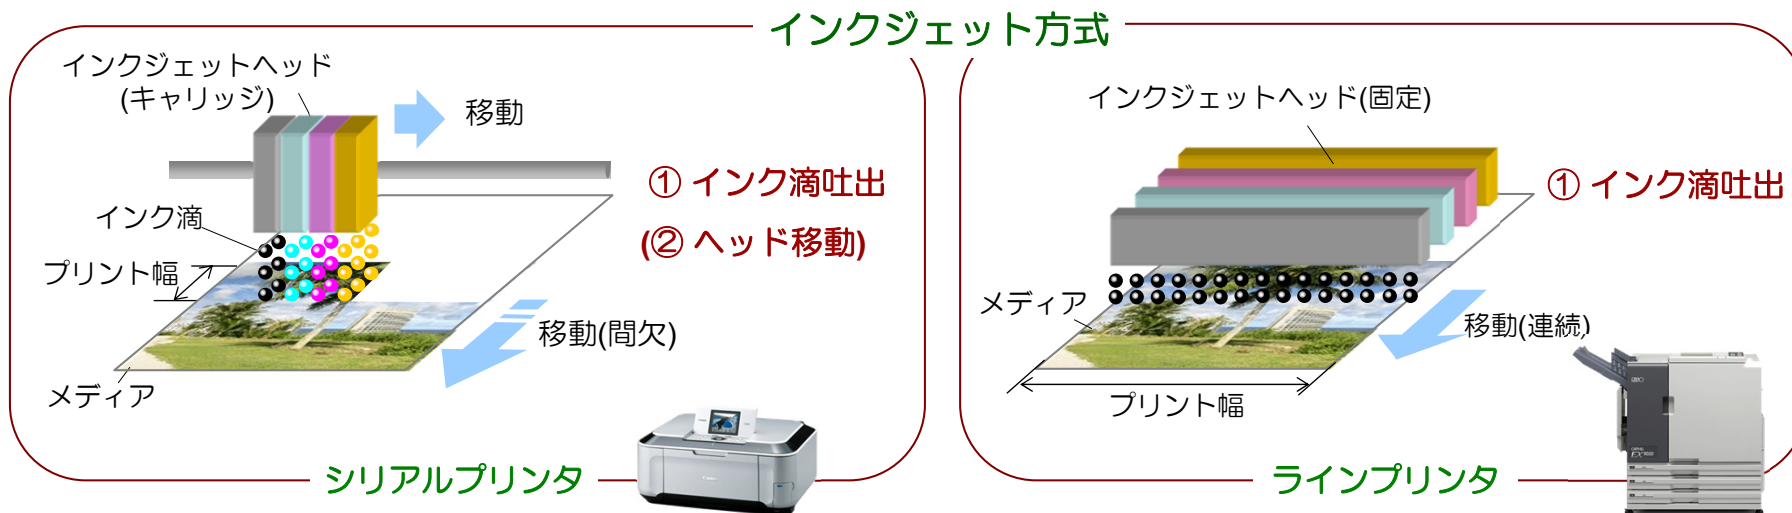 インクジェット方式
インクジェットヘッド
(キャリッジ)
移動
① インク滴吐出
(② ヘッド移動)
インク滴
プリント幅
移動(間欠)
メディア
シリアルプリンタ
インクジェットヘッド(固定)
① インク滴吐出
メディア
移動(連続)
プリント幅
ラインプリンタ